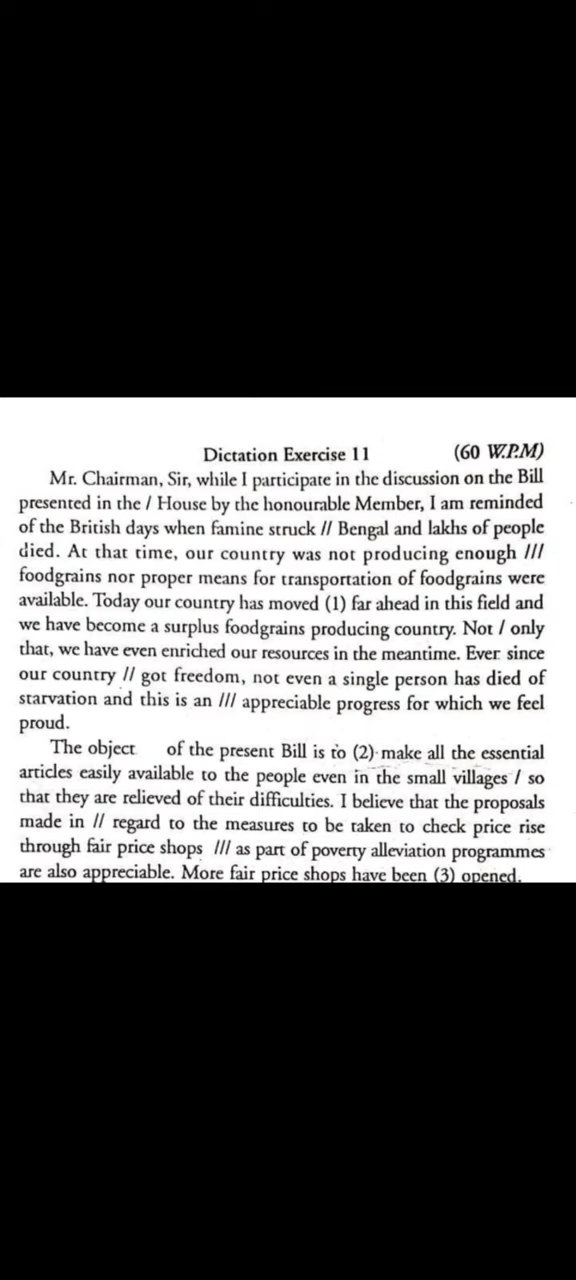 Dictation Exercise 11 (60 W.P.M)
Mr. Chairman, Sir, while I participate in the discussion on the Bill
presented in the / House by the honourable Member, I am reminded
of the British days when famine struck // Bengal and lakhs of people
died. At that time, our country was not producing enough ///
foodgrains nor proper means for transportation of foodgrains were
available. Today our country has moved (1) far ahead in this field and
we have become a surplus foodgrains producing country. Not / only
that, we have even enriched our resources in the meantime. Ever since
our country // got freedom, not even a single person has died of
starvation and this is an /// appreciable progress for which we feel
proud.
The object of the present Bill is to (2) make all the essential
articles easily available to the people even in the small villages / so
that they are relieved of their difficulties. I believe that the proposals
made in // regard to the measures to be taken to check price rise
through fair price shops /// as part of poverty alleviation programmes
are also appreciable. More fair price shops have been (3) opened.